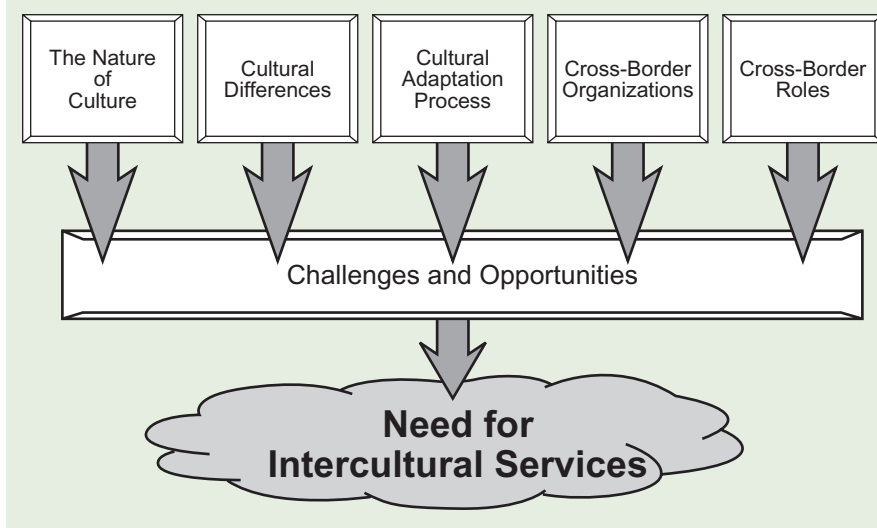 The Nature
of
Culture
Cultural
Differences
Cultural
Adaptation
Process
Cross-Border
Organizations
Cross-Border
Roles
Challenges and Opportunities
Need for
Intercultural Services